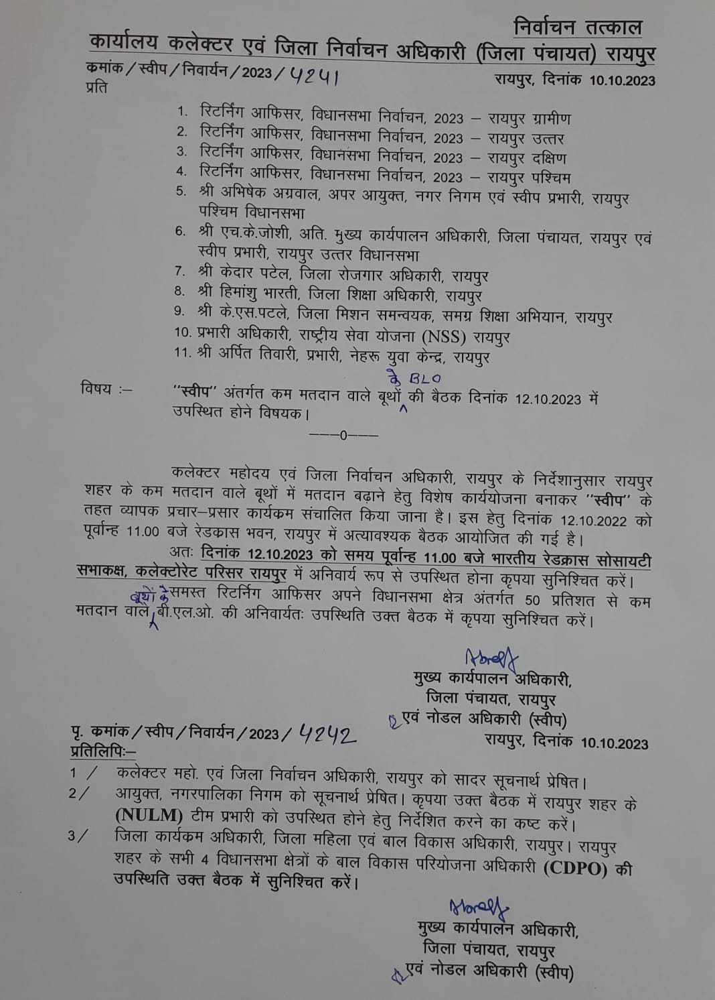 निर्वाचन तत्काल
कार्यालय कलेक्टर एवं जिला निर्वाचन अधिकारी (जिला पंचायत) रायपुर
कमांक/स्वीप/निवार्यन/2023/ 4241 रायपुर, दिनांक 10.10.2023
प्रति
1. रिटर्निंग आफिसर, विधानसभा निर्वाचन, 2023 – रायपुर ग्रामीण
2. रिटर्निंग आफिसर, विधानसभा निर्वाचन, 2023 – रायपुर उत्तर
3. रिटर्निंग आफिसर, विधानसभा निर्वाचन, 2023 – रायपुर दक्षिण
4. रिटर्निंग आफिसर, विधानसभा निर्वाचन, 2023 – रायपुर पश्चिम
5. श्री अभिषेक अग्रवाल, अपर आयुक्त, नगर निगम एवं स्वीप प्रभारी, रायपुर
पश्चिम विधानसभा
6. श्री एच.के.जोशी, अति. मुख्य कार्यपालन अधिकारी, जिला पंचायत, रायपुर एवं
स्वीप प्रभारी, रायपुर उत्तर विधानसभा
7. श्री केदार पटेल, जिला रोजगार अधिकारी, रायपुर
8. श्री हिमांशु भारती, जिला शिक्षा अधिकारी, रायपुर
9. श्री के.एस.पटले, जिला मिशन समन्वयक, समग्र शिक्षा अभियान, रायपुर
10. प्रभारी अधिकारी, राष्ट्रीय सेवा योजना (NSS) रायपुर
11. श्री अर्पित तिवारी, प्रभारी, नेहरू युवा केन्द्र, रायपुर
के BLO
विषय :– "स्वीप" अंतर्गत कम मतदान वाले बूथों की बैठक दिनांक 12.10.2023 में
उपस्थित होने विषयक।
–––0–––
कलेक्टर महोदय एवं जिला निर्वाचन अधिकारी, रायपुर के निर्देशानुसार रायपुर
शहर के कम मतदान वाले बूथों में मतदान बढ़ाने हेतु विशेष कार्ययोजना बनाकर "स्वीप" के
तहत व्यापक प्रचार–प्रसार कार्यकम संचालित किया जाना है। इस हेतु दिनांक 12.10.2022 को
पूर्वान्ह 11.00 बजे रेडकास भवन, रायपुर में अत्यावश्यक बैठक आयोजित की गई है।
अतः दिनांक 12.10.2023 को समय पूर्वान्ह 11.00 बजे भारतीय रेडक्रास सोसायटी
सभाकक्ष, कलेक्टोरेट परिसर रायपुर में अनिवार्य रूप से उपस्थित होना कृपया सुनिश्चित करें।
बूथों के समस्त रिटर्निंग आफिसर अपने विधानसभा क्षेत्र अंतर्गत 50 प्रतिशत से कम
मतदान वाले बी.एल.ओ. की अनिवार्यतः उपस्थिति उक्त बैठक में कृपया सुनिश्चित करें।
मुख्य कार्यपालन अधिकारी,
जिला पंचायत, रायपुर
एवं नोडल अधिकारी (स्वीप)
पृ. कमांक/स्वीप/निवार्यन/2023/ 4242 रायपुर, दिनांक 10.10.2023
प्रतिलिपिः–
1/ कलेक्टर महो. एवं जिला निर्वाचन अधिकारी, रायपुर को सादर सूचनार्थ प्रेषित।
2/ आयुक्त, नगरपालिका निगम को सूचनार्थ प्रेषित। कृपया उक्त बैठक में रायपुर शहर के
(NULM) टीम प्रभारी को उपस्थित होने हेतु निर्देशित करने का कष्ट करें।
3/ जिला कार्यकम अधिकारी, जिला महिला एवं बाल विकास अधिकारी, रायपुर। रायपुर
शहर के सभी 4 विधानसभा क्षेत्रों के बाल विकास परियोजना अधिकारी (CDPO) की
उपस्थिति उक्त बैठक में सुनिश्चित करें।
मुख्य कार्यपालन अधिकारी,
जिला पंचायत, रायपुर
एवं नोडल अधिकारी (स्वीप)